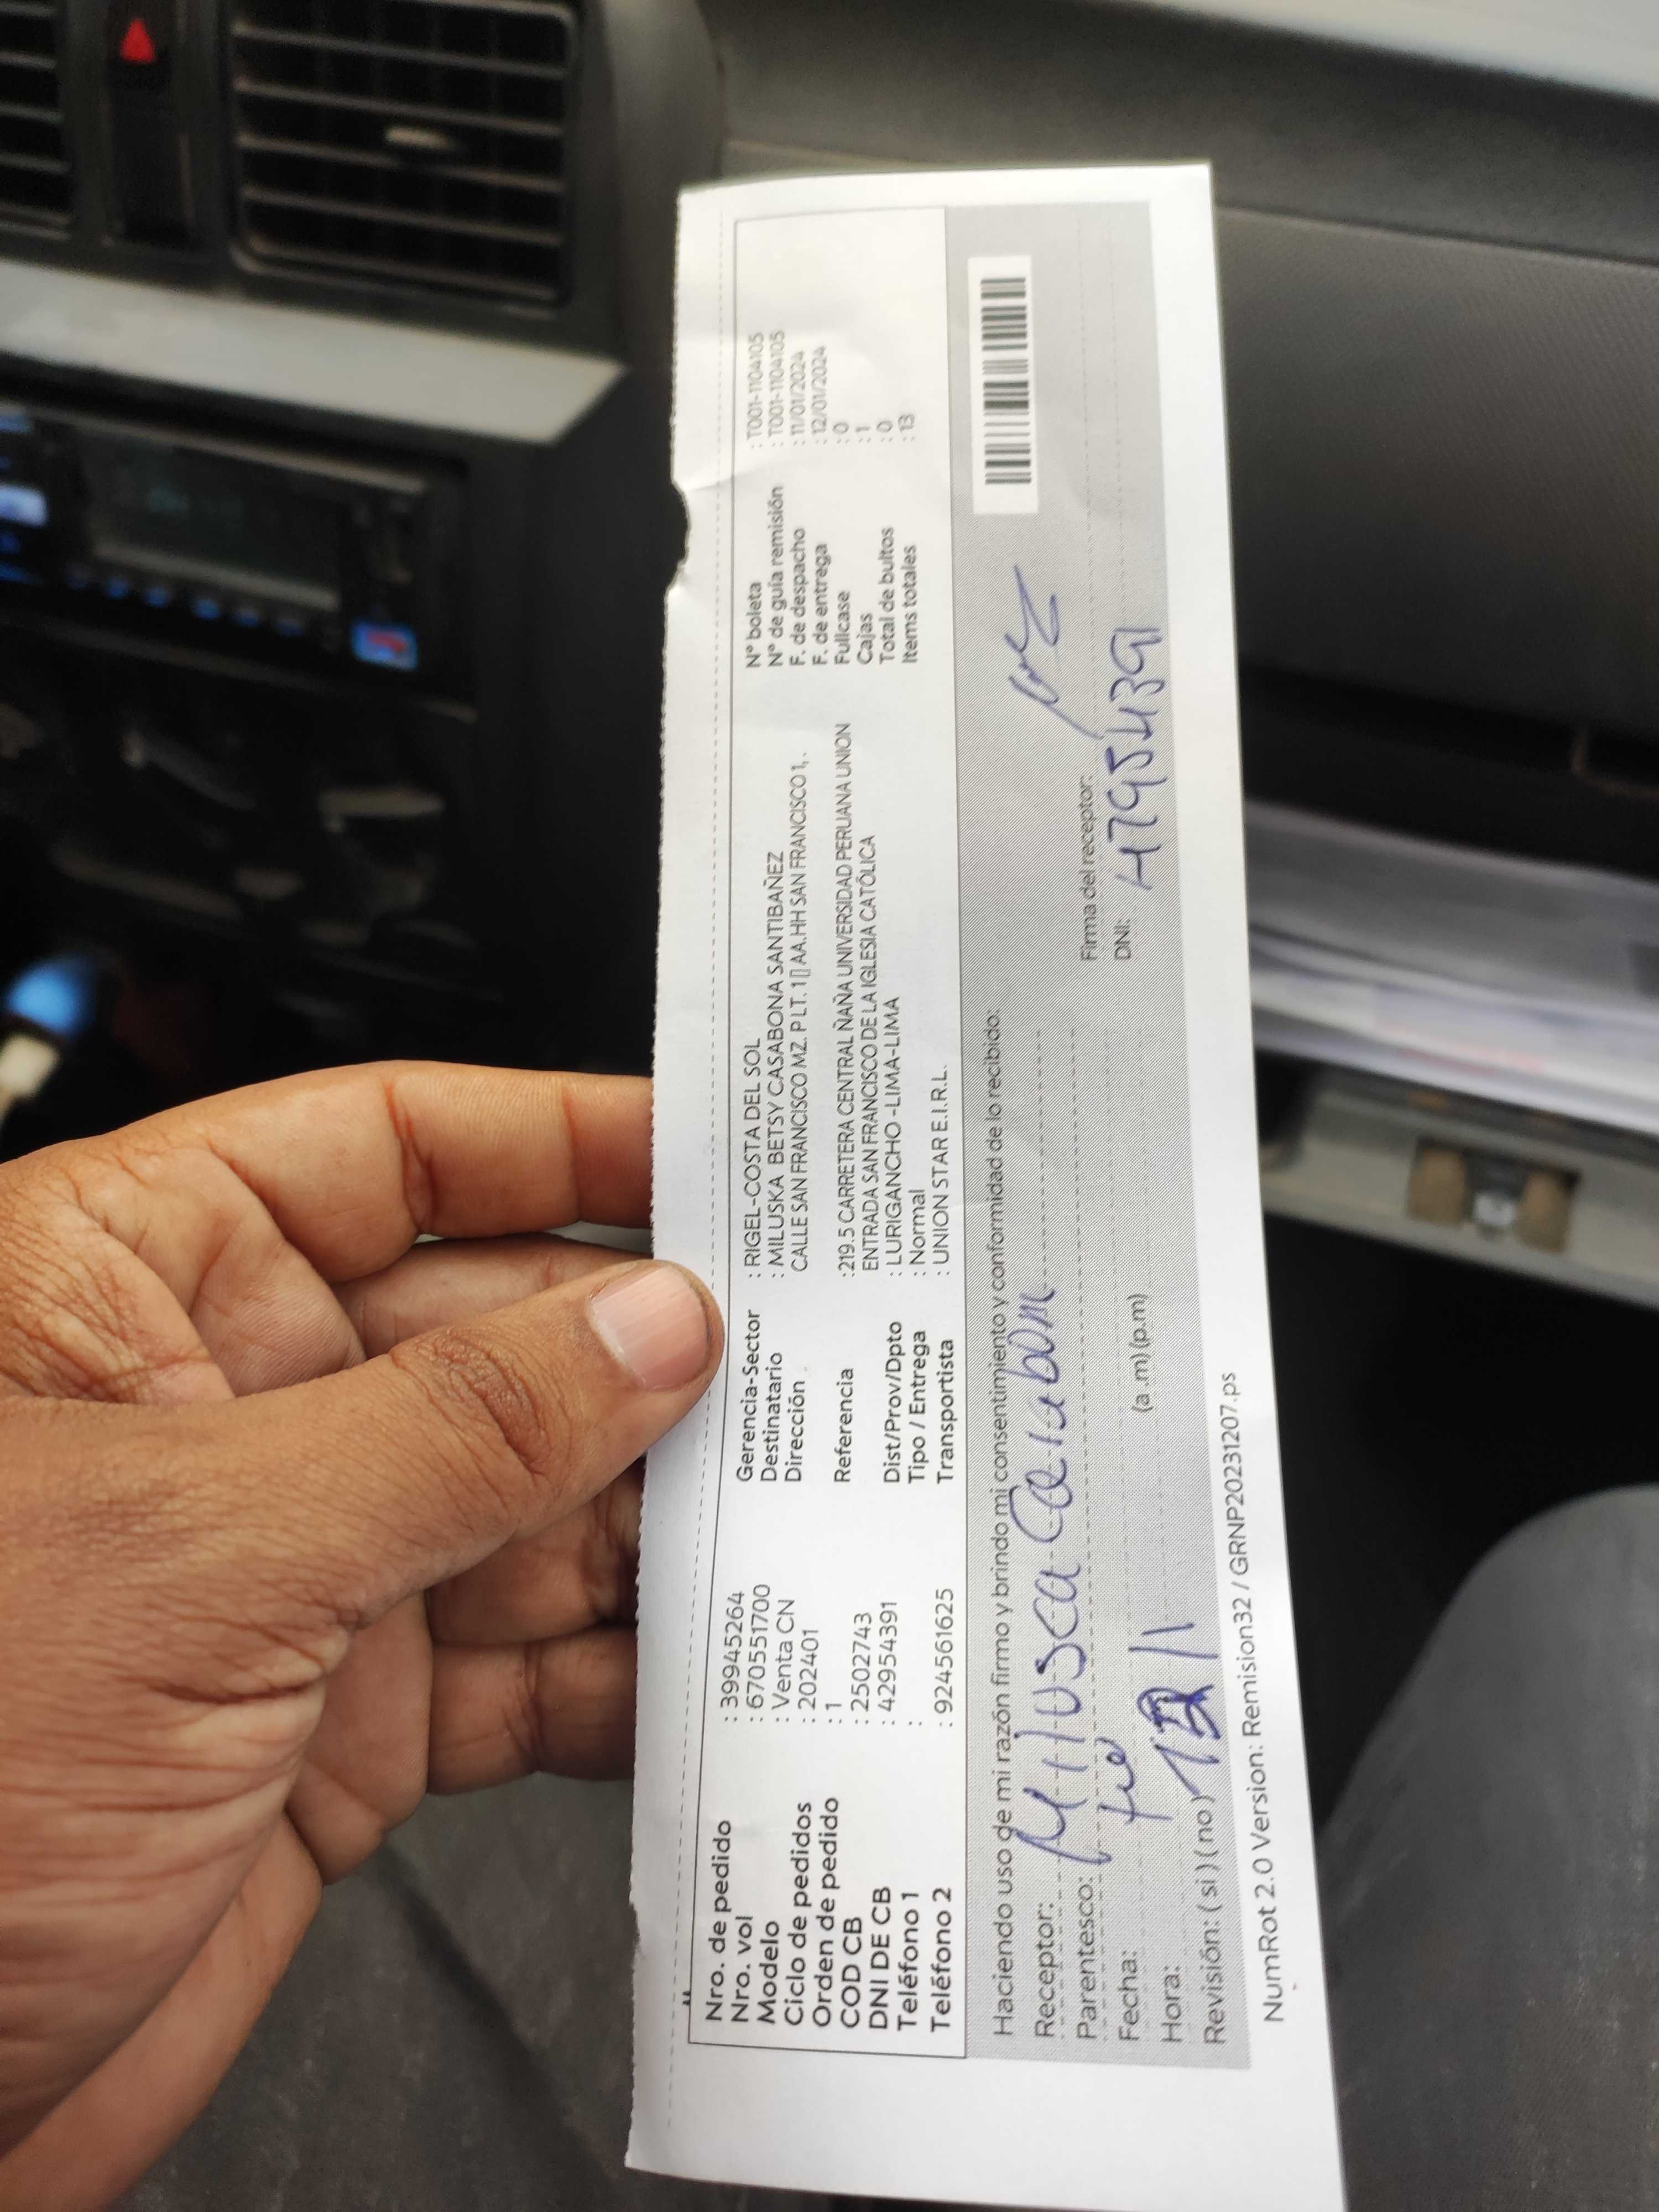 Nro. de pedido : 39945264
Nro. vol : 6705551700
Modelo : Venta CN
Ciclo de pedidos : 202401
Orden de pedido : 1
COD CB : 2502743
DNI DE CB : 42954391
Teléfono 1 :
Teléfono 2 : 924561625
Gerencia-Sector : RIGEL-COSTA DEL SOL
Destinatario : MILUSKA BETSY CASABONA SANTIBAÑEZ
Dirección . CALLE SAN FRANCISCO MZ. P LT. 1▯ AA.HH SAN FRANCISCO 1, .
Referencia :219.5 CARRETERA CENTRAL ÑAÑA UNIVERSIDAD PERUANA UNION
ENTRADA SAN FRANCISCO DE LA IGLESIA CATÓLICA
Dist/Prov/Dpto : LURIGANCHO -LIMA-LIMA
Tipo / Entrega : Normal
Transportista : UNION STAR E.I.R.L.
N° boleta : T001-1104105
N° de guía remisión : T001-1104105
F. de despacho : 11/01/2024
F. de entrega : 12/01/2024
Fullcase : 0
Cajas : 1
Total de bultos : 0
Items totales : 13
Haciendo uso de mi razón firmo y brindo mi consentimiento y conformidad de lo recibido:
Receptor:
Parentesco:
Fecha:
Hora: (a .m) (p.m)
Revisión: ( si ) ( no )
Firma del receptor:
DNI:
NumRot 2.0 Version: Remision32 / GRNP20231207.ps